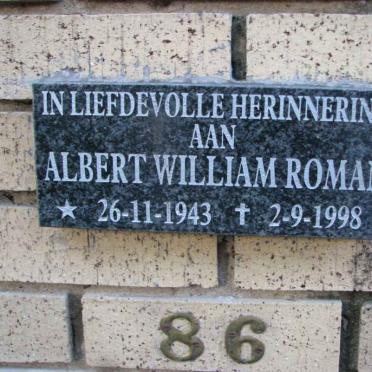 IN LIEFDEVOLLE HERINNERIN
AAN
ALBERT WILLIAM ROMAN
★ 26-11-1943 ✝ 2-9-1998
86